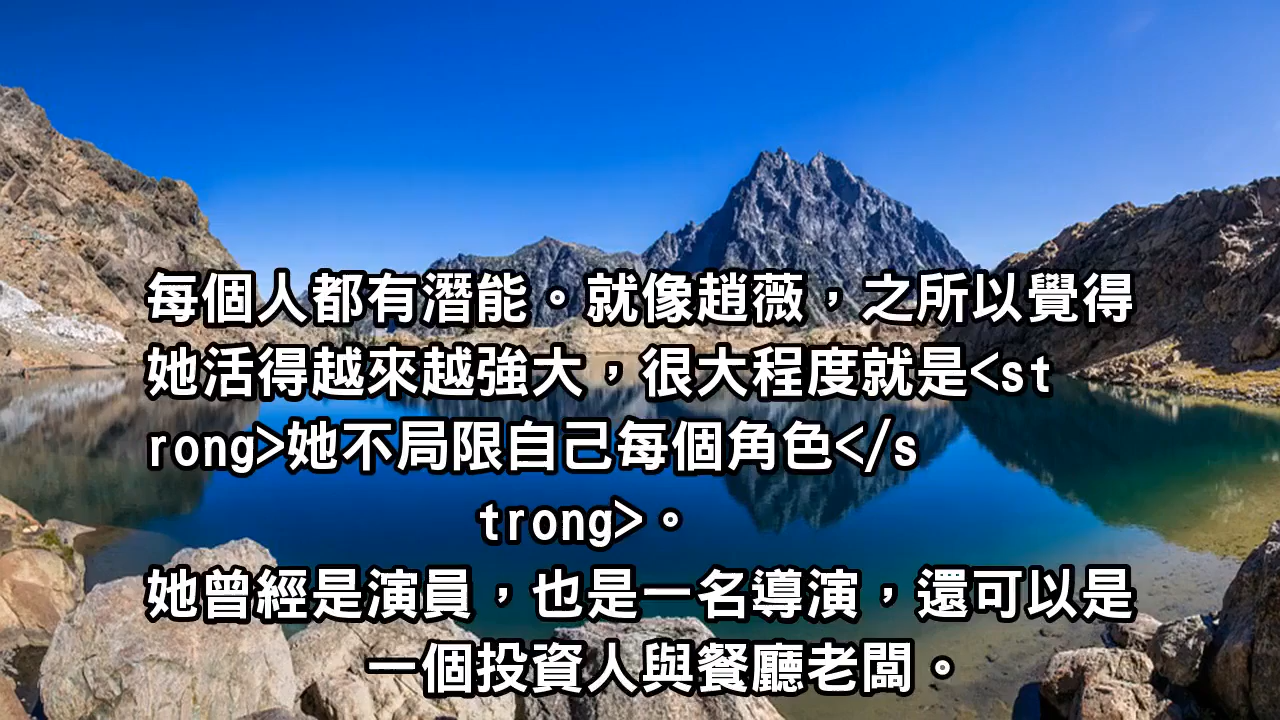 每個人都有潛能。就像趙薇，之所以覺得
她活得越來越強大，很大程度就是<st
rong>她不局限自己每個角色</s
trong>。
她曾經是演員，也是一名導演，還可以是
一個投資人與餐廳老闆。